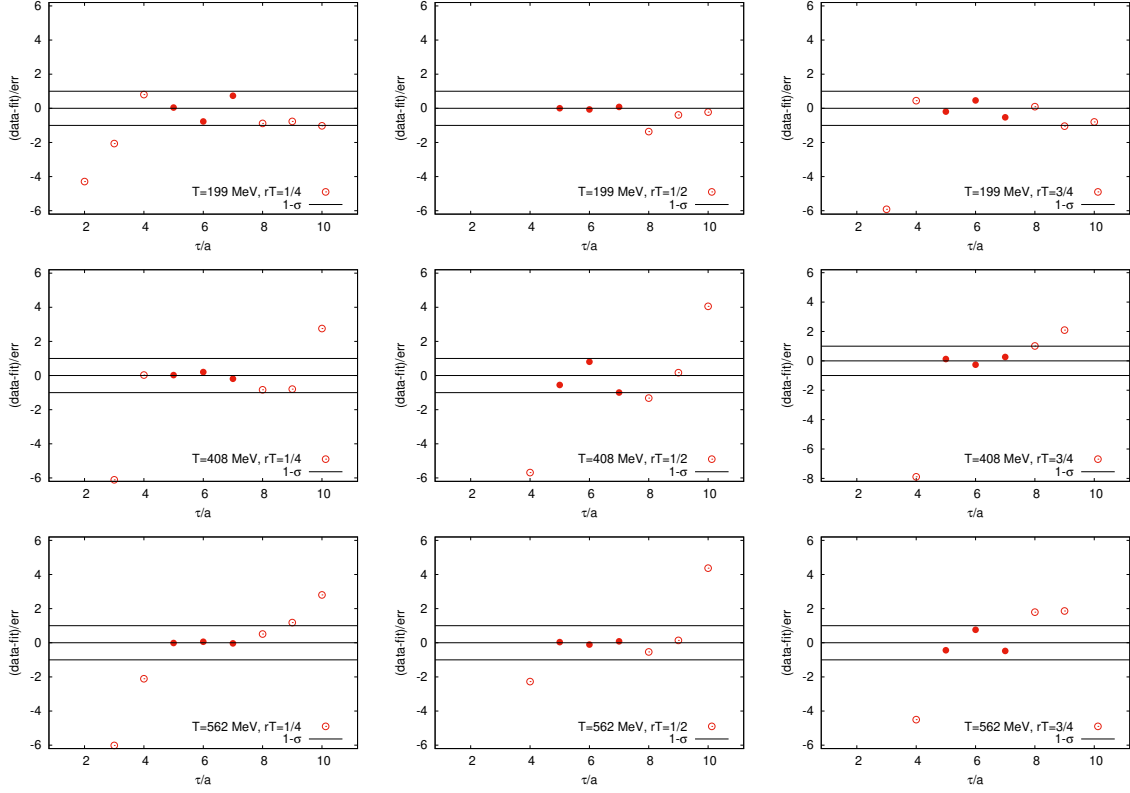 6
4
2
0
-2
-4
-6
2 4 6 8 10
(data-fit)/err
τ/a
T=199 MeV, rT=1/4
1-σ
6
4
2
0
-2
-4
-6
2 4 6 8 10
(data-fit)/err
τ/a
T=199 MeV, rT=1/2
1-σ
6
4
2
0
-2
-4
-6
2 4 6 8 10
(data-fit)/err
τ/a
T=199 MeV, rT=3/4
1-σ
6
4
2
0
-2
-4
-6
2 4 6 8 10
(data-fit)/err
τ/a
T=408 MeV, rT=1/4
1-σ
6
4
2
0
-2
-4
-6
2 4 6 8 10
(data-fit)/err
τ/a
T=408 MeV, rT=1/2
1-σ
6
4
2
0
-2
-4
-6
-8
2 4 6 8 10
(data-fit)/err
τ/a
T=408 MeV, rT=3/4
1-σ
6
4
2
0
-2
-4
-6
2 4 6 8 10
(data-fit)/err
τ/a
T=562 MeV, rT=1/4
1-σ
6
4
2
0
-2
-4
-6
2 4 6 8 10
(data-fit)/err
τ/a
T=562 MeV, rT=1/2
1-σ
6
4
2
0
-2
-4
-6
2 4 6 8 10
(data-fit)/err
τ/a
T=562 MeV, rT=3/4
1-σ